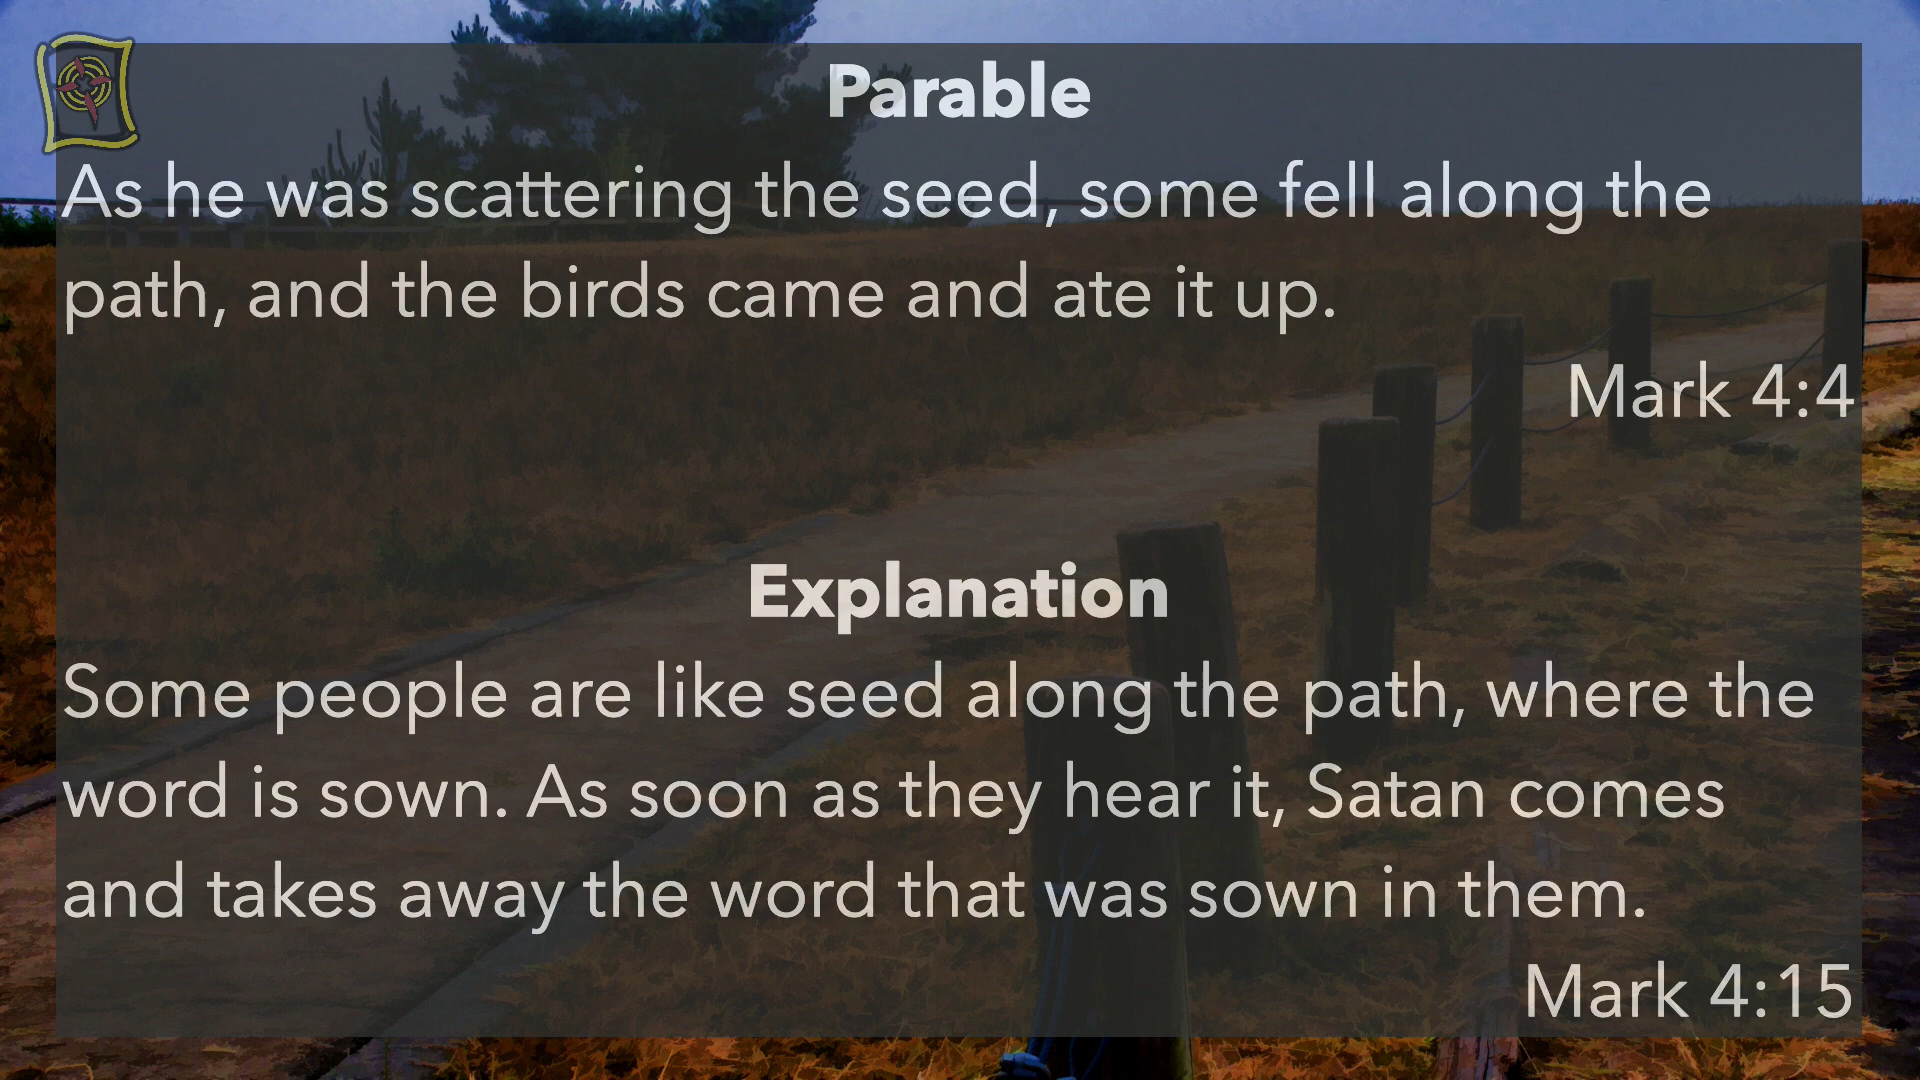 Parable
As he was scattering the seed, some fell along the
path, and the birds came and ate it up.
Mark 4:4
Explanation
Some people are like seed along the path, where the
word is sown. As soon as they hear it, Satan comes
and takes away the word that was sown in them.
Mark 4:15